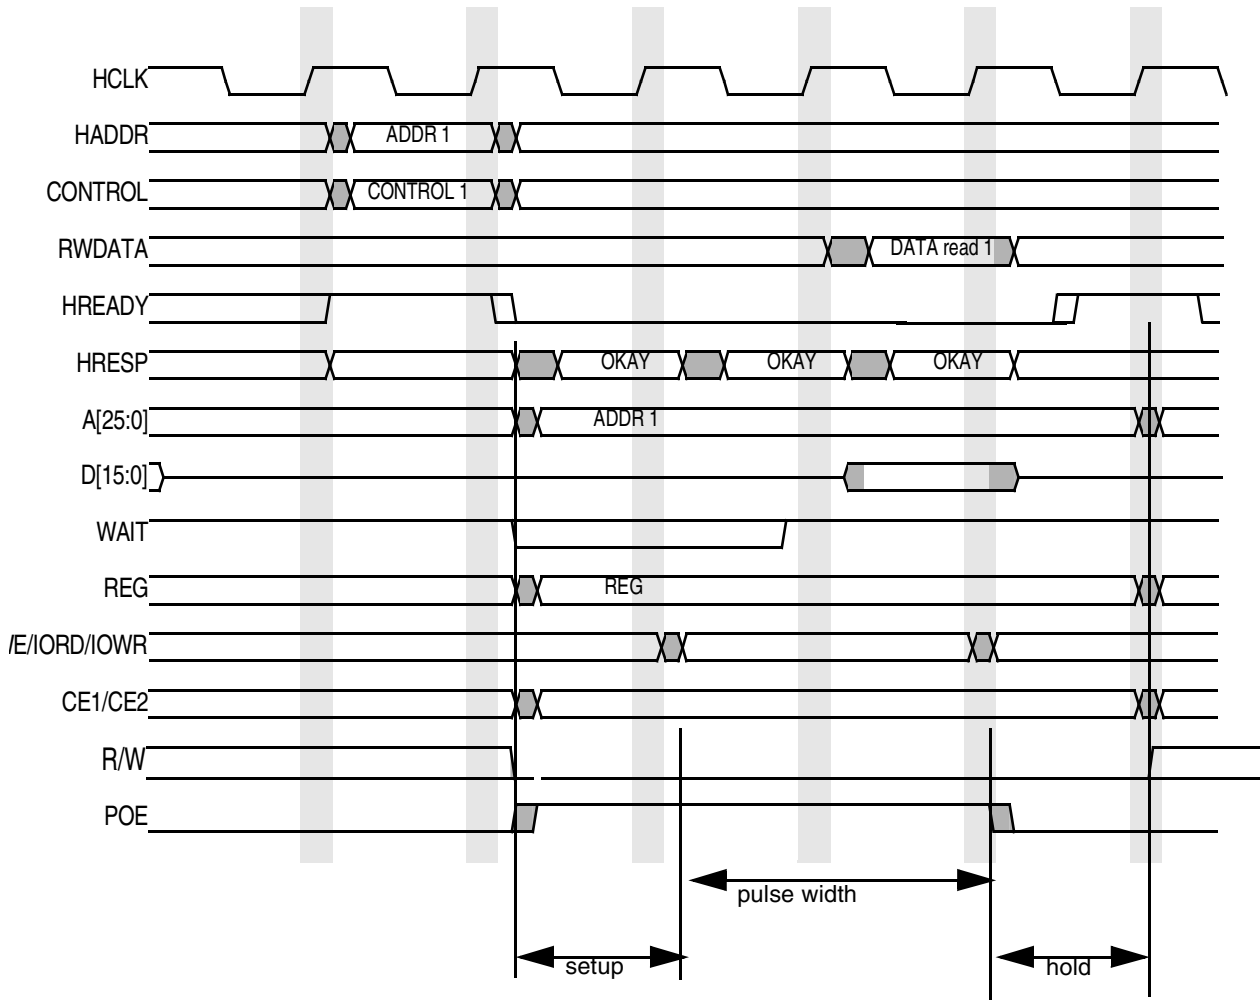 HCLK
HADDR ADDR 1
CONTROL CONTROL 1
RWDATA DATA read 1
HREADY
HRESP OKAY OKAY OKAY
A[25:0] ADDR 1
D[15:0]
WAIT
REG REG
/E/IORD/IOWR
CE1/CE2
R/W
POE
pulse width
setup hold